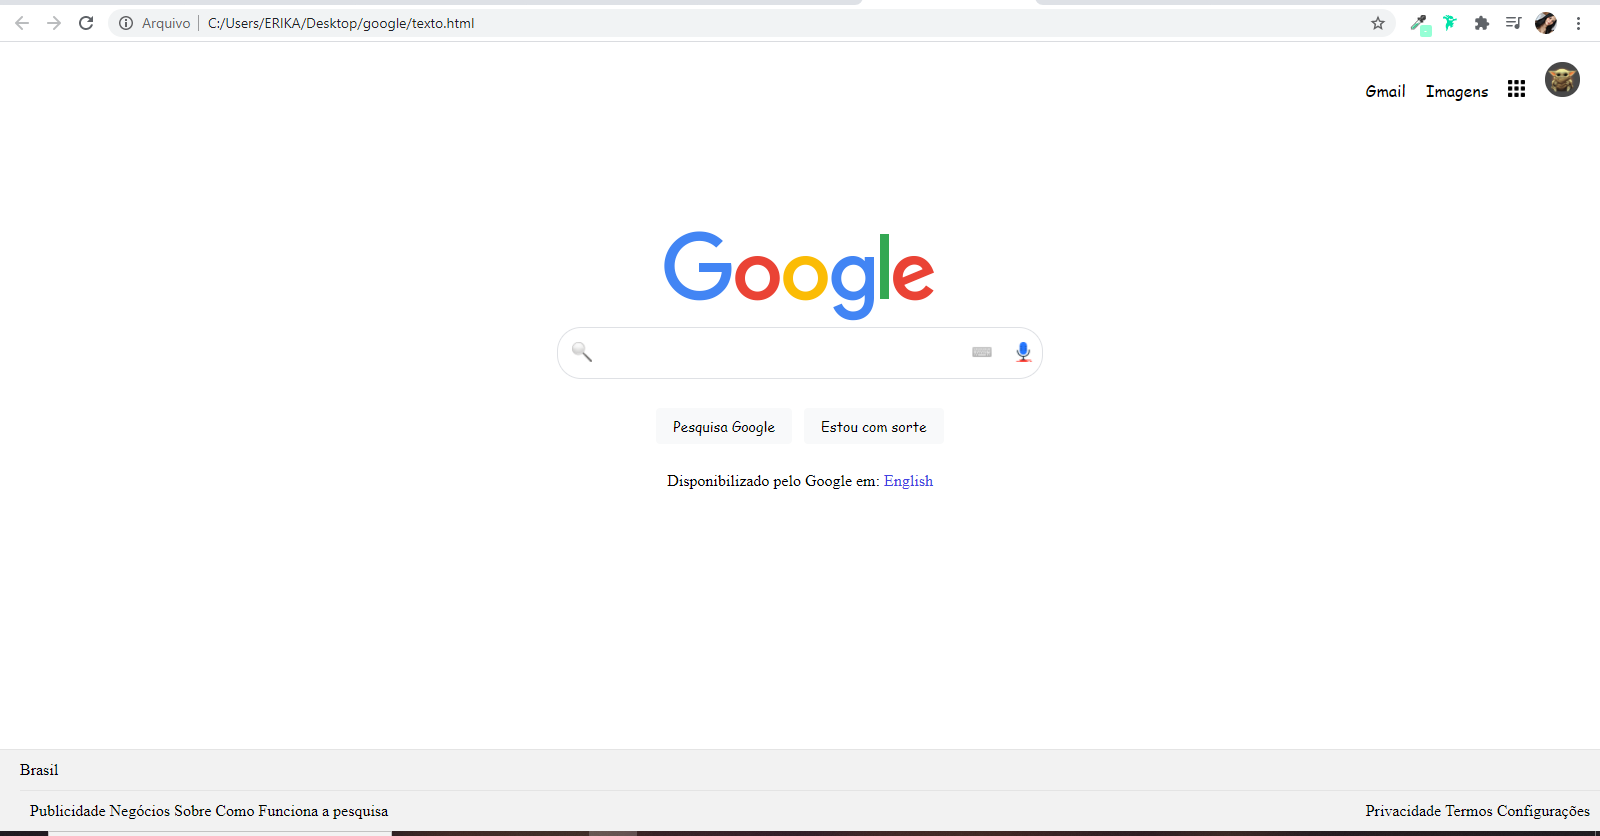 Arquivo | C:/Users/ERIKA/Desktop/google/texto.html
Gmail Imagens
Google
Pesquisa Google Estou com sorte
Disponibilizado pelo Google em: English
Brasil
Publicidade Negócios Sobre Como Funciona a pesquisa Privacidade Termos Configurações